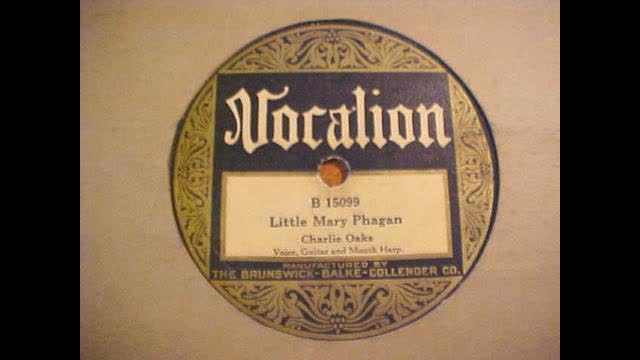 Vocalion
B 15099
Little Mary Phagan
Charlie Oaks
Voice, Guitar and Mouth Harp.
MANUFACTURED BY
THE BRUNSWICK-BALKE-COLLENDER CO.